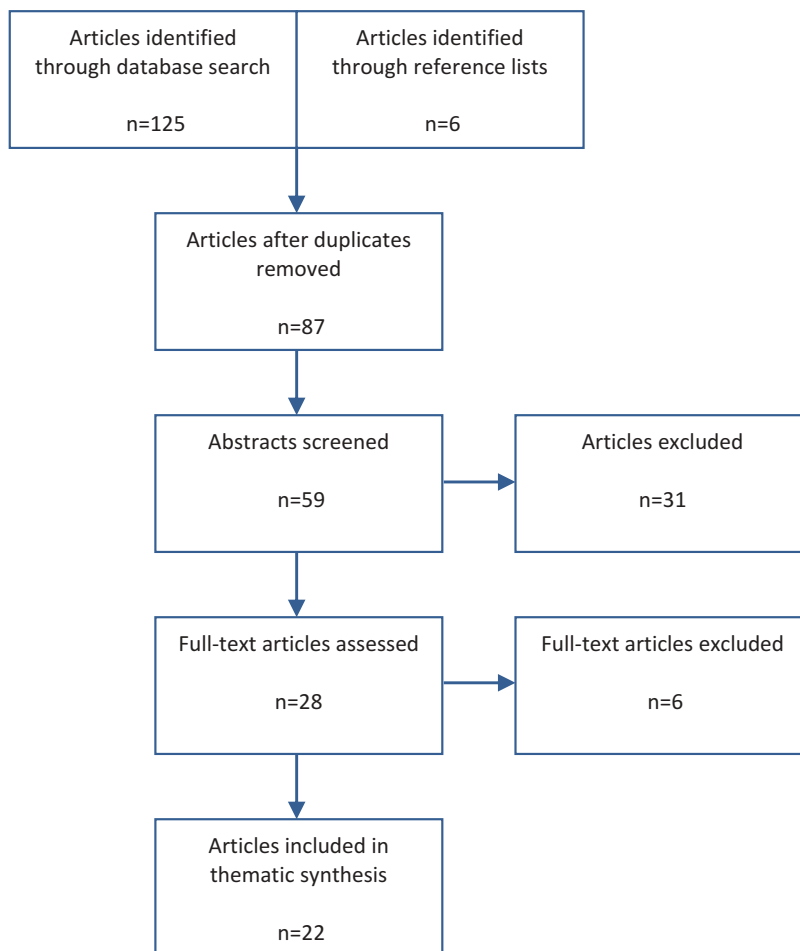 Articles identified
through database search
n=125
Articles identified
through reference lists
n=6
Articles after duplicates
removed
n=87
Abstracts screened
n=59
Articles excluded
n=31
Full-text articles assessed
n=28
Full-text articles excluded
n=6
Articles included in
thematic synthesis
n=22